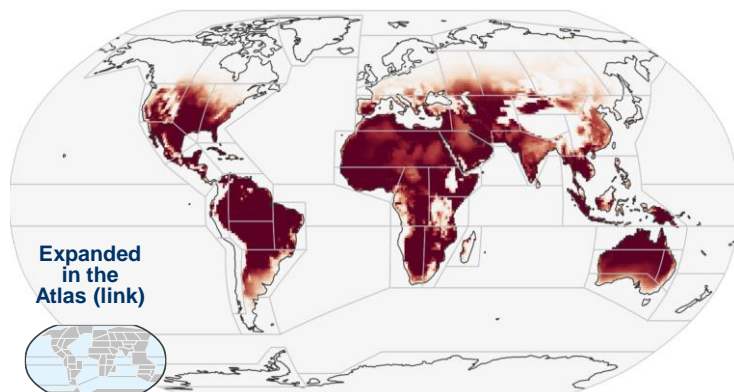 Expanded
in the
Atlas (link)